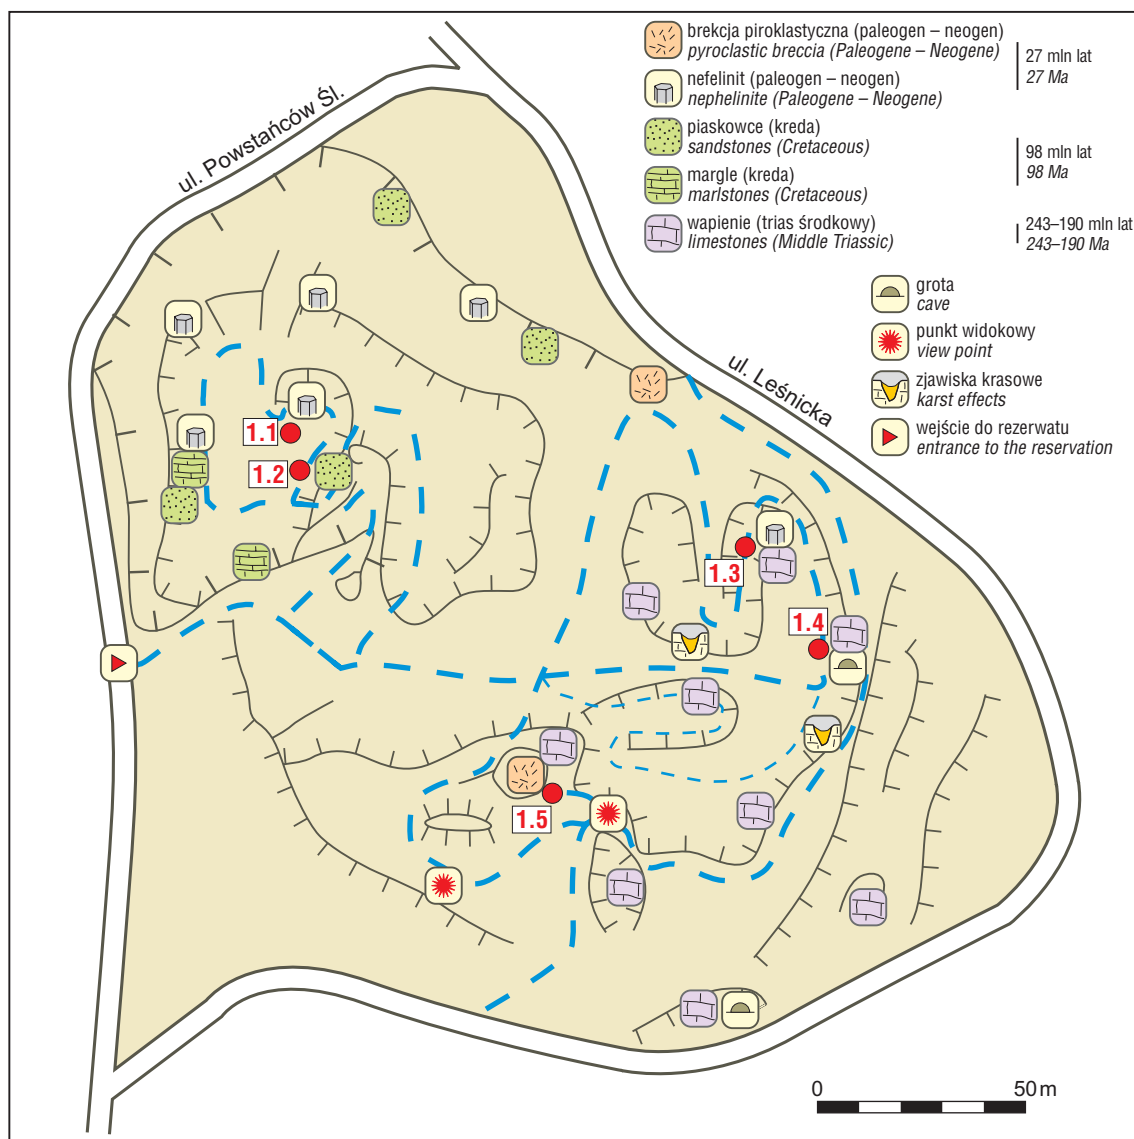 brekcja piroklastyczna (paleogen – neogen)
pyroclastic breccia (Paleogene – Neogene)
nefelinit (paleogen – neogen)
nephelinite (Paleogene – Neogene)
27 mln lat
27 Ma
piaskowce (kreda)
sandstones (Cretaceous)
margle (kreda)
marlstones (Cretaceous)
98 mln lat
98 Ma
wapienie (trias środkowy)
limestones (Middle Triassic)
243–190 mln lat
243–190 Ma
grota
cave
punkt widokowy
view point
zjawiska krasowe
karst effects
wejście do rezerwatu
entrance to the reservation
ul. Powstańców Śl.
ul. Leśnicka
1.1
1.2
1.3
1.4
1.5
0 50 m